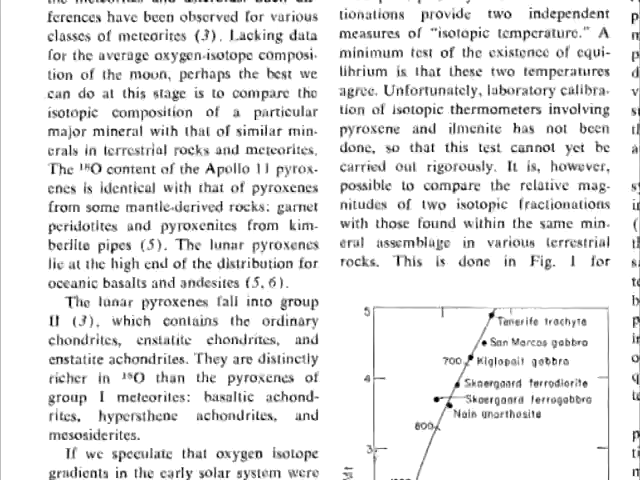 ferences have been observed for various
classes of meteorites (3). Lacking data
for the average oxygen-isotope composi-
tion of the moon, perhaps the best we
can do at this stage is to compare the
isotopic composition of a particular
major mineral with that of similar min-
erals in terrestrial rocks and meteorites.
The ¹⁸O content of the Apollo 11 pyrox-
enes is identical with that of pyroxenes
from some mantle-derived rocks: garnet
peridotites and pyroxenites from kim-
berlite pipes (5). The lunar pyroxenes
lie at the high end of the distribution for
oceanic basalts and andesites (5, 6).
The lunar pyroxenes fall into group
II (3), which contains the ordinary
chondrites, enstatite chondrites, and
enstatite achondrites. They are distinctly
richer in ¹⁸O than the pyroxenes of
group I meteorites: basaltic achond-
rites, hypersthene achondrites, and
mesosiderites.
If we speculate that oxygen isotope
gradients in the early solar system were
tionations provide two independent
measures of "isotopic temperature." A
minimum test of the existence of equi-
librium is that these two temperatures
agree. Unfortunately, laboratory calibra-
tion of isotopic thermometers involving
pyroxene and ilmenite has not been
done, so that this test cannot yet be
carried out rigorously. It is, however,
possible to compare the relative mag-
nitudes of two isotopic fractionations
with those found within the same min-
eral assemblage in various terrestrial
rocks. This is done in Fig. 1 for
5
Tenerife trachyte
San Marcos gabbro
700
Kiglapait gabbro
4
Skaergaard ferrodiorite
Skaergaard ferrogabbro
Nain anorthosite
800
3